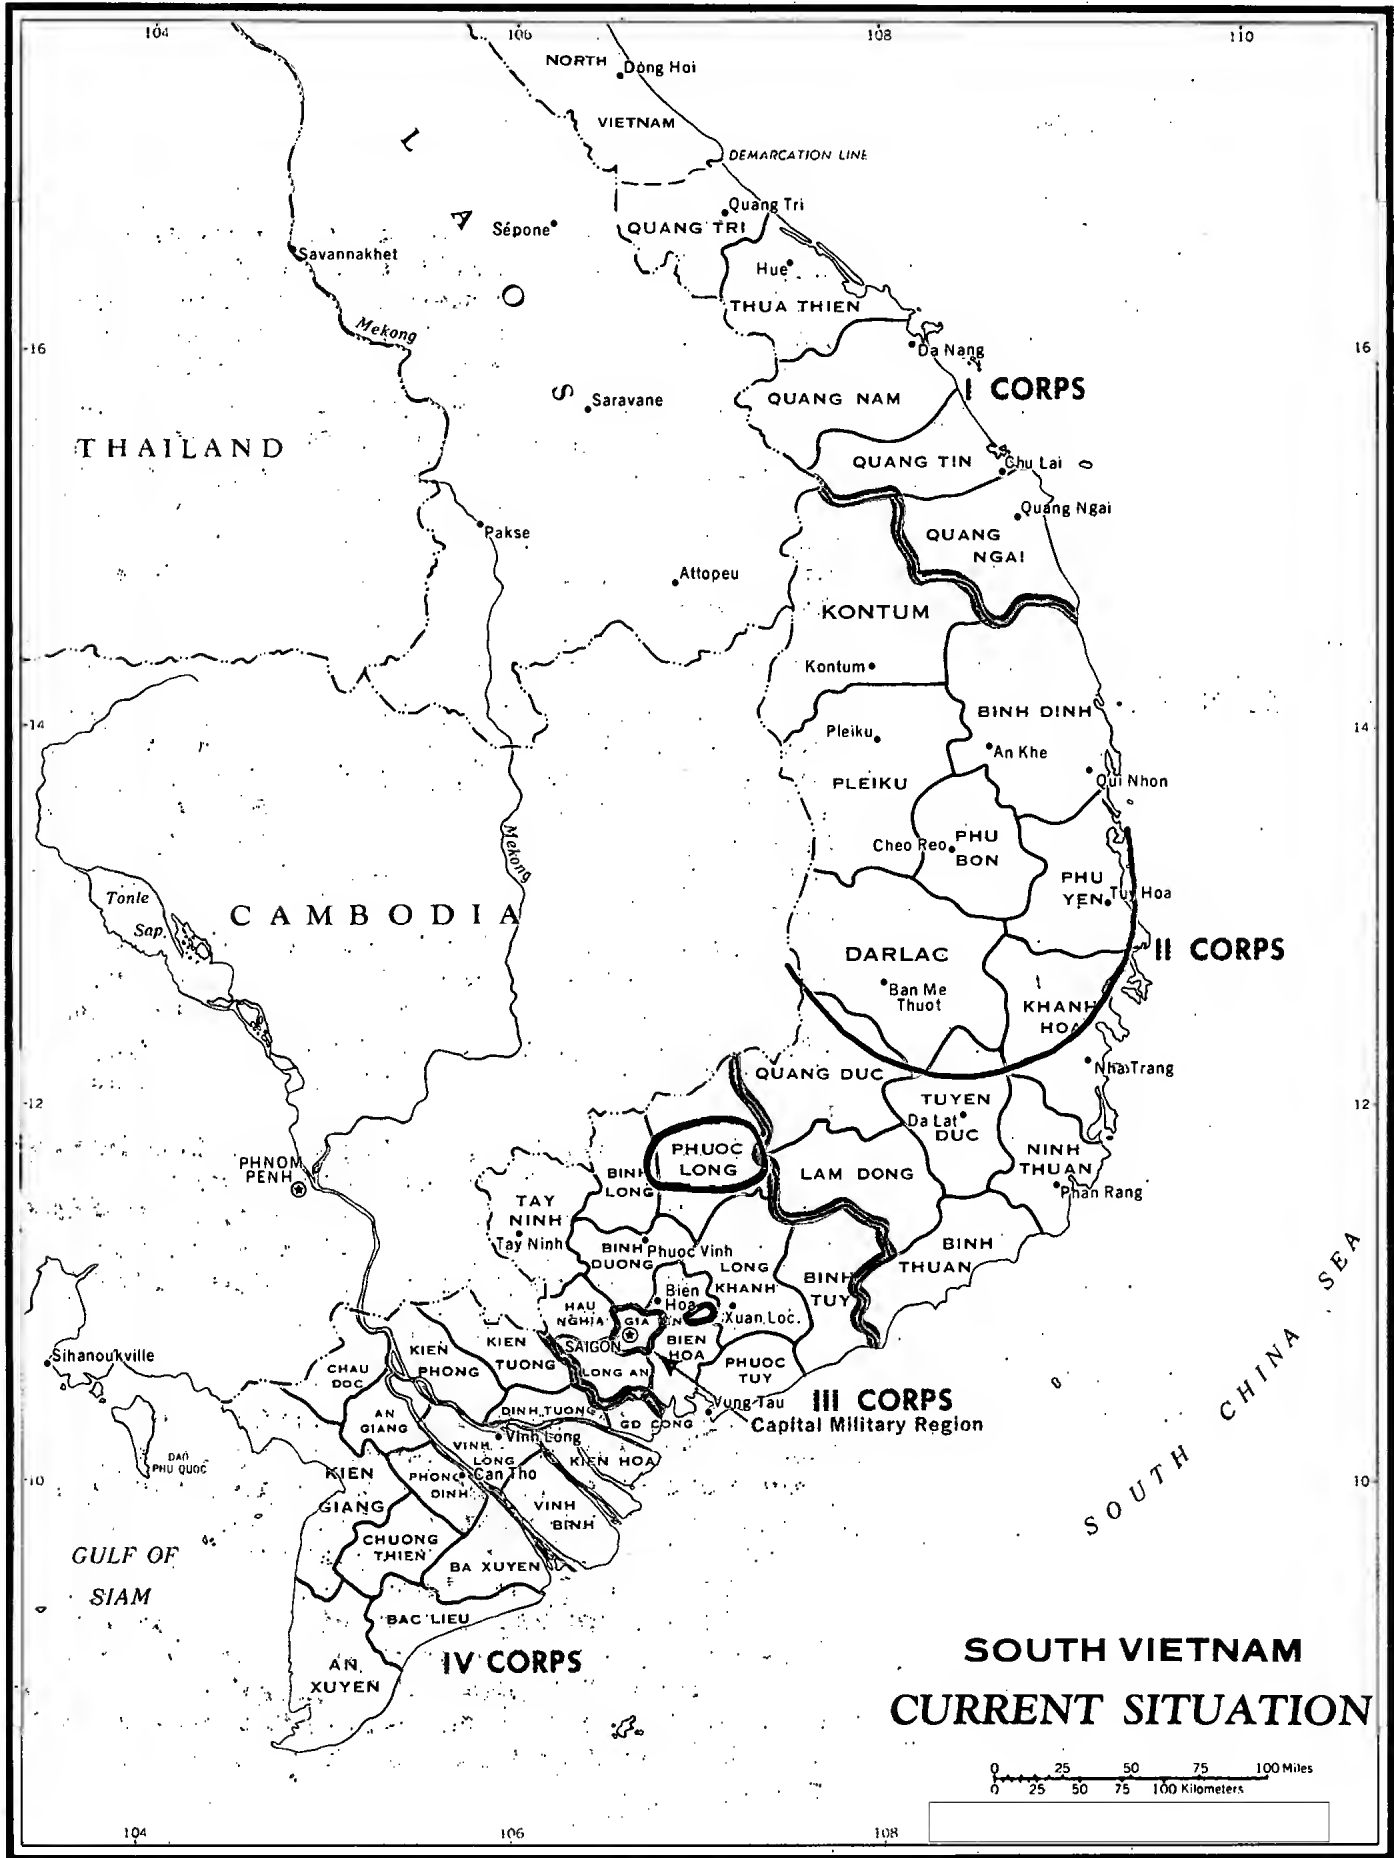 104
106
108
110
NORTH
Dong Hoi
VIETNAM
DEMARCATION LINE
L
A
O
S
Sépone
Quang Tri
QUANG TRI
Savannakhet
Hue
THUA THIEN
Mekong
16
Da Nang
16
I CORPS
Saravane
QUANG NAM
THAILAND
QUANG TIN
Chu Lai
Quang Ngai
Pakse
QUANG
NGAI
Attopeu
KONTUM
Kontum
14
BINH DINH
14
Pleiku
An Khe
PLEIKU
Qui Nhon
Mekong
Cheo Reo
PHU
BON
PHU
YEN
Tuy Hoa
Tonle
Sap
CAMBODIA
DARLAC
II CORPS
Ban Me
Thuot
KHANH
HOA
Nha Trang
QUANG DUC
12
TUYEN
DUC
Da Lat
12
PHUOC
LONG
NINH
THUAN
PHNOM
PENH
BINH
LONG
LAM DONG
Phan Rang
TAY
NINH
Tay Ninh
BINH
DUONG
Phuoc Vinh
LONG
KHANH
BINH
THUAN
BINH
TUY
Bien
Hoa
HAU
NGHIA
GIA
Xuan Loc
SAIGON
BIEN
HOA
KIEN
PHONG
KIEN
TUONG
LONG AN
PHUOC
TUY
Sihanoukville
CHAU
DOC
III CORPS
Capital Military Region
Vung Tau
AN
GIANG
DINH TUONG
GO CONG
VINH
LONG
Vinh Long
KIEN HOA
DAO
PHU QUOC
10
KIEN
GIANG
PHONG
DINH
Can Tho
VINH
BINH
10
SOUTH CHINA SEA
CHUONG
THIEN
BA XUYEN
GULF OF
SIAM
BAC LIEU
AN
XUYEN
IV CORPS
SOUTH VIETNAM
CURRENT SITUATION
0 25 50 75 100 Miles
0 25 50 75 100 Kilometers
104
106
108